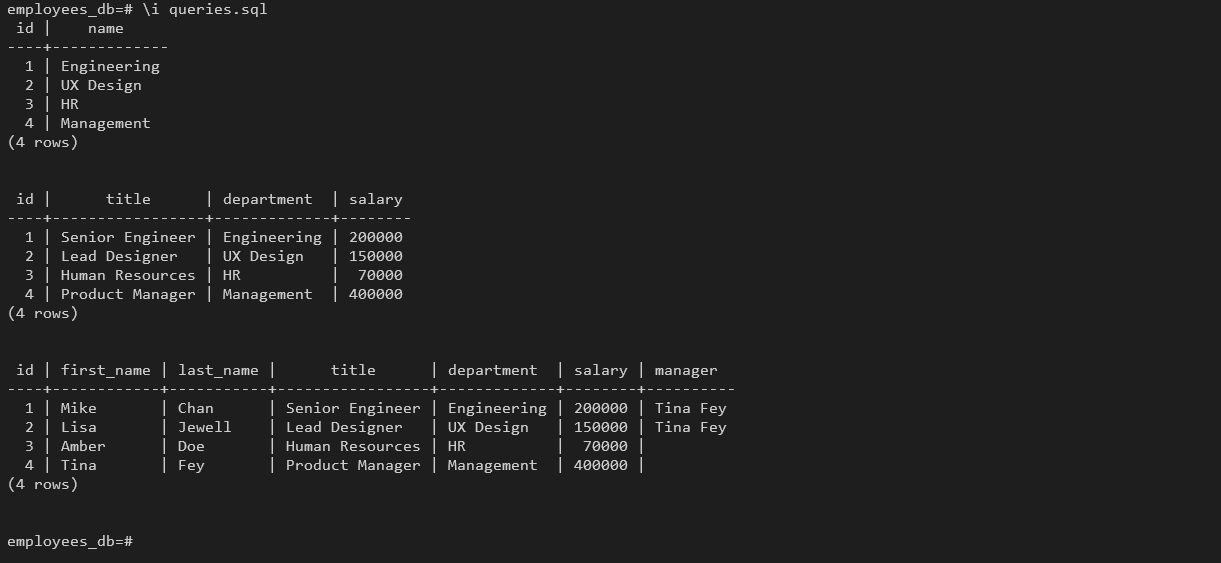 employees_db=# \i queries.sql
 id |    name
----+-------------
  1 | Engineering
  2 | UX Design
  3 | HR
  4 | Management
(4 rows)

 id |      title      | department  | salary
----+-----------------+-------------+--------
  1 | Senior Engineer | Engineering | 200000
  2 | Lead Designer   | UX Design   | 150000
  3 | Human Resources | HR          |  70000
  4 | Product Manager | Management  | 400000
(4 rows)

 id | first_name | last_name |      title      | department  | salary | manager
----+------------+-----------+-----------------+-------------+--------+----------
  1 | Mike       | Chan      | Senior Engineer | Engineering | 200000 | Tina Fey
  2 | Lisa       | Jewell    | Lead Designer   | UX Design   | 150000 | Tina Fey
  3 | Amber      | Doe       | Human Resources | HR          |  70000 |
  4 | Tina       | Fey       | Product Manager | Management  | 400000 |
(4 rows)

employees_db=#